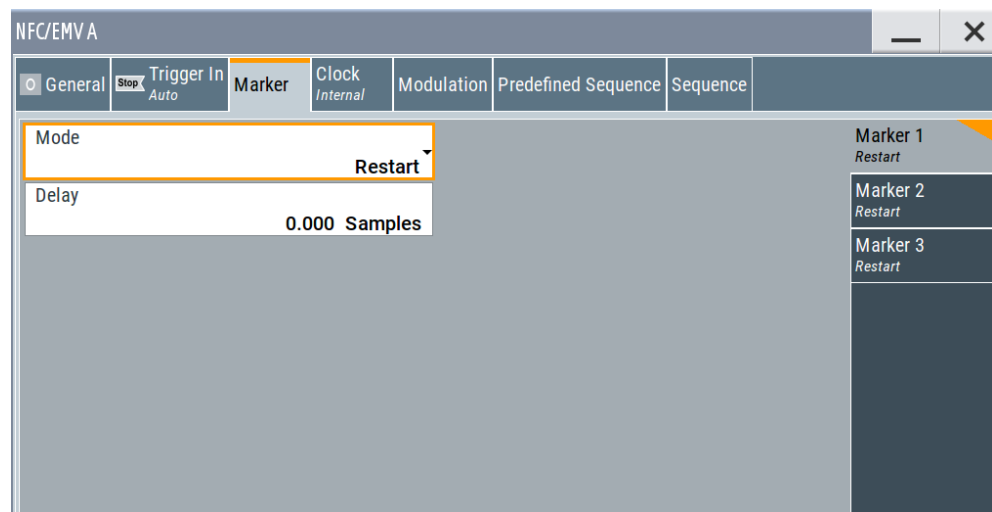 NFC/EMV A
O General Stop Trigger In Auto Marker Clock Internal Modulation Predefined Sequence Sequence
Mode
Restart
Delay
0.000 Samples
Marker 1
Restart
Marker 2
Restart
Marker 3
Restart